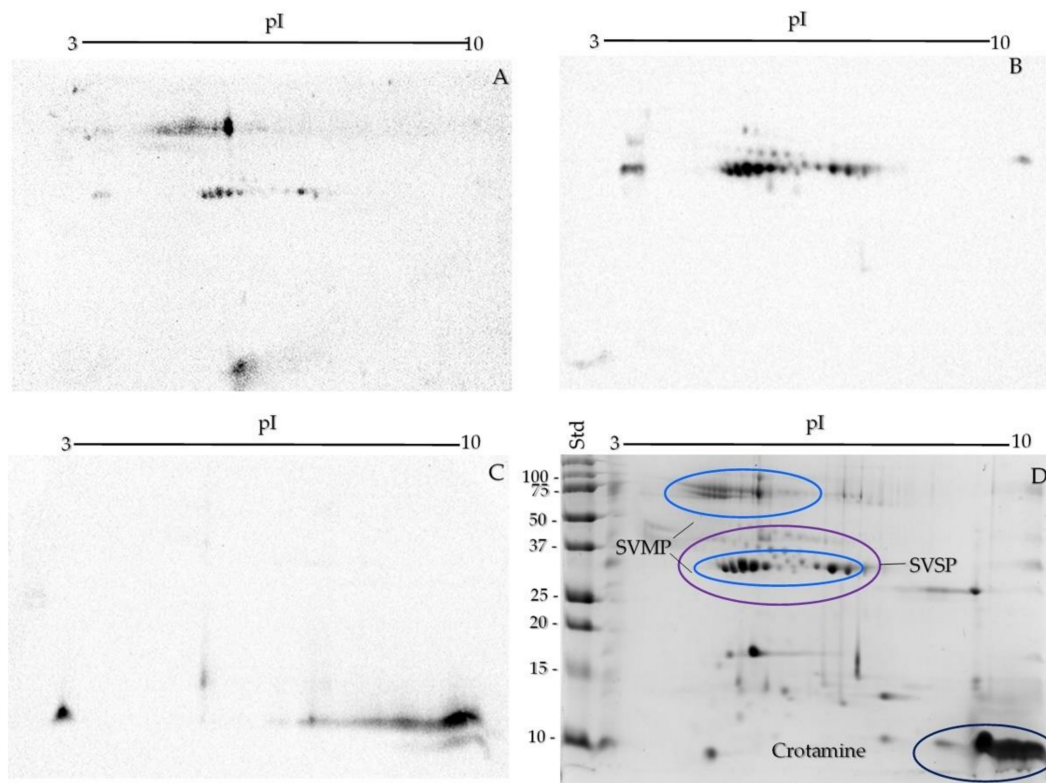 pI
3 10
A
pI
3 10
B
pI
3 10
C
Std
pI
3 10
D
100 -
75 -
50 -
37 -
25 -
20 -
15 -
10 -
SVMP
SVSP
Crotamine